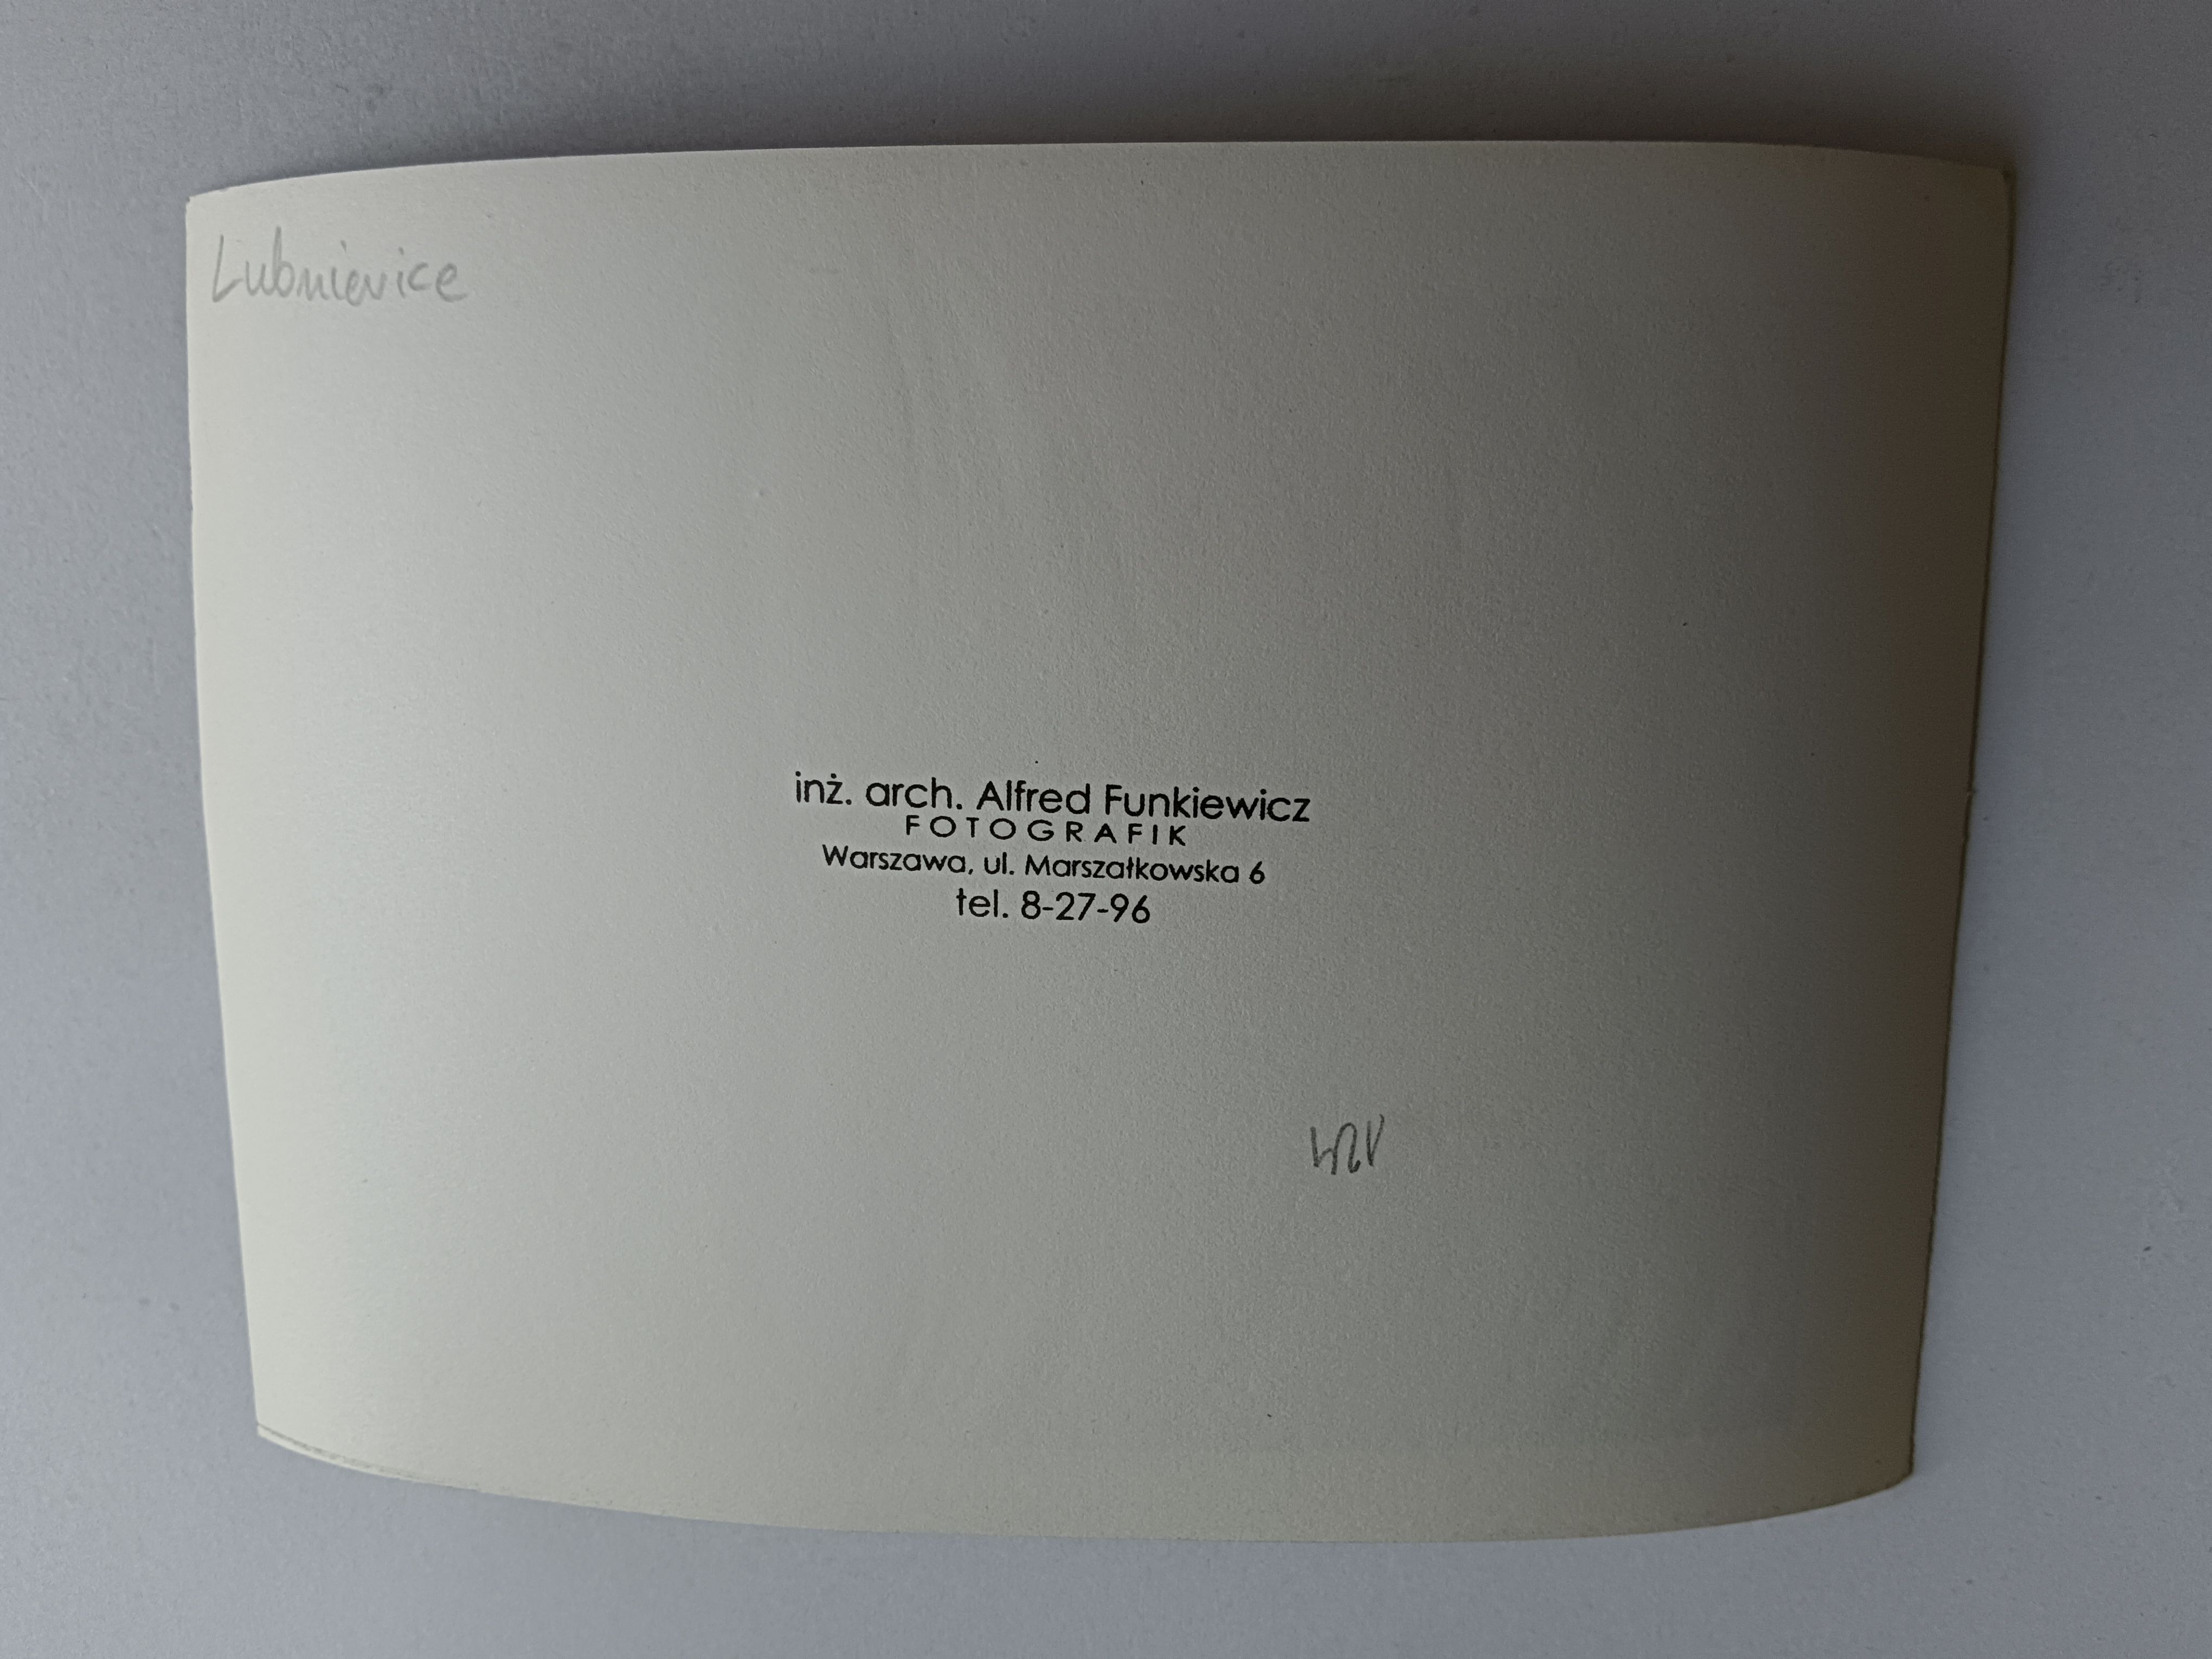 Lubniewice
inż. arch. Alfred Funkiewicz
FOTOGRAFIK
Warszawa, ul. Marszałkowska 6
tel. 8-27-96